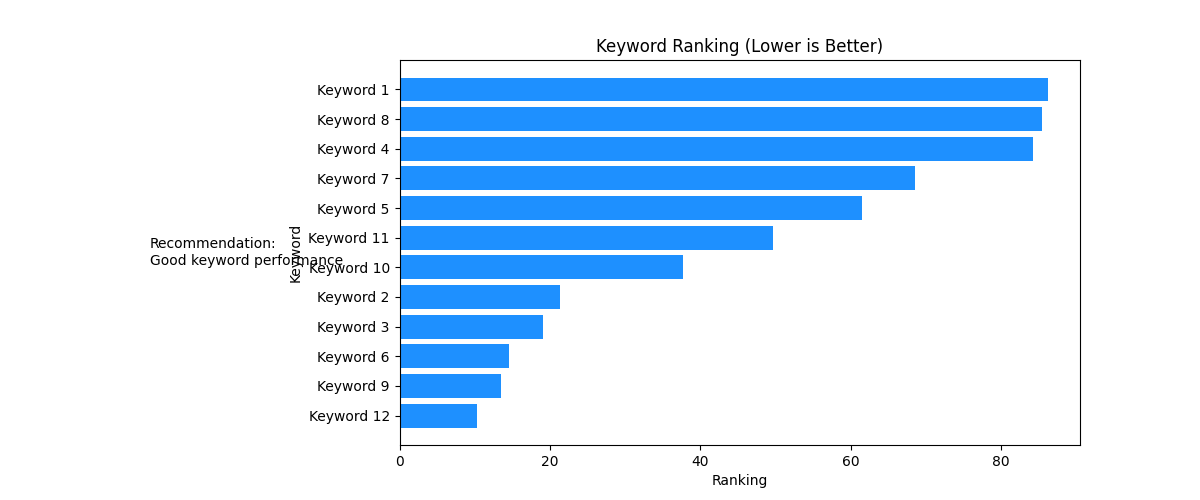 Keyword Ranking (Lower is Better)
Keyword 1
Keyword 8
Keyword 4
Keyword 7
Keyword 5
Keyword 11
Keyword 10
Keyword 2
Keyword 3
Keyword 6
Keyword 9
Keyword 12
Keyword
Recommendation:
Good keyword performance
0 20 40 60 80
Ranking